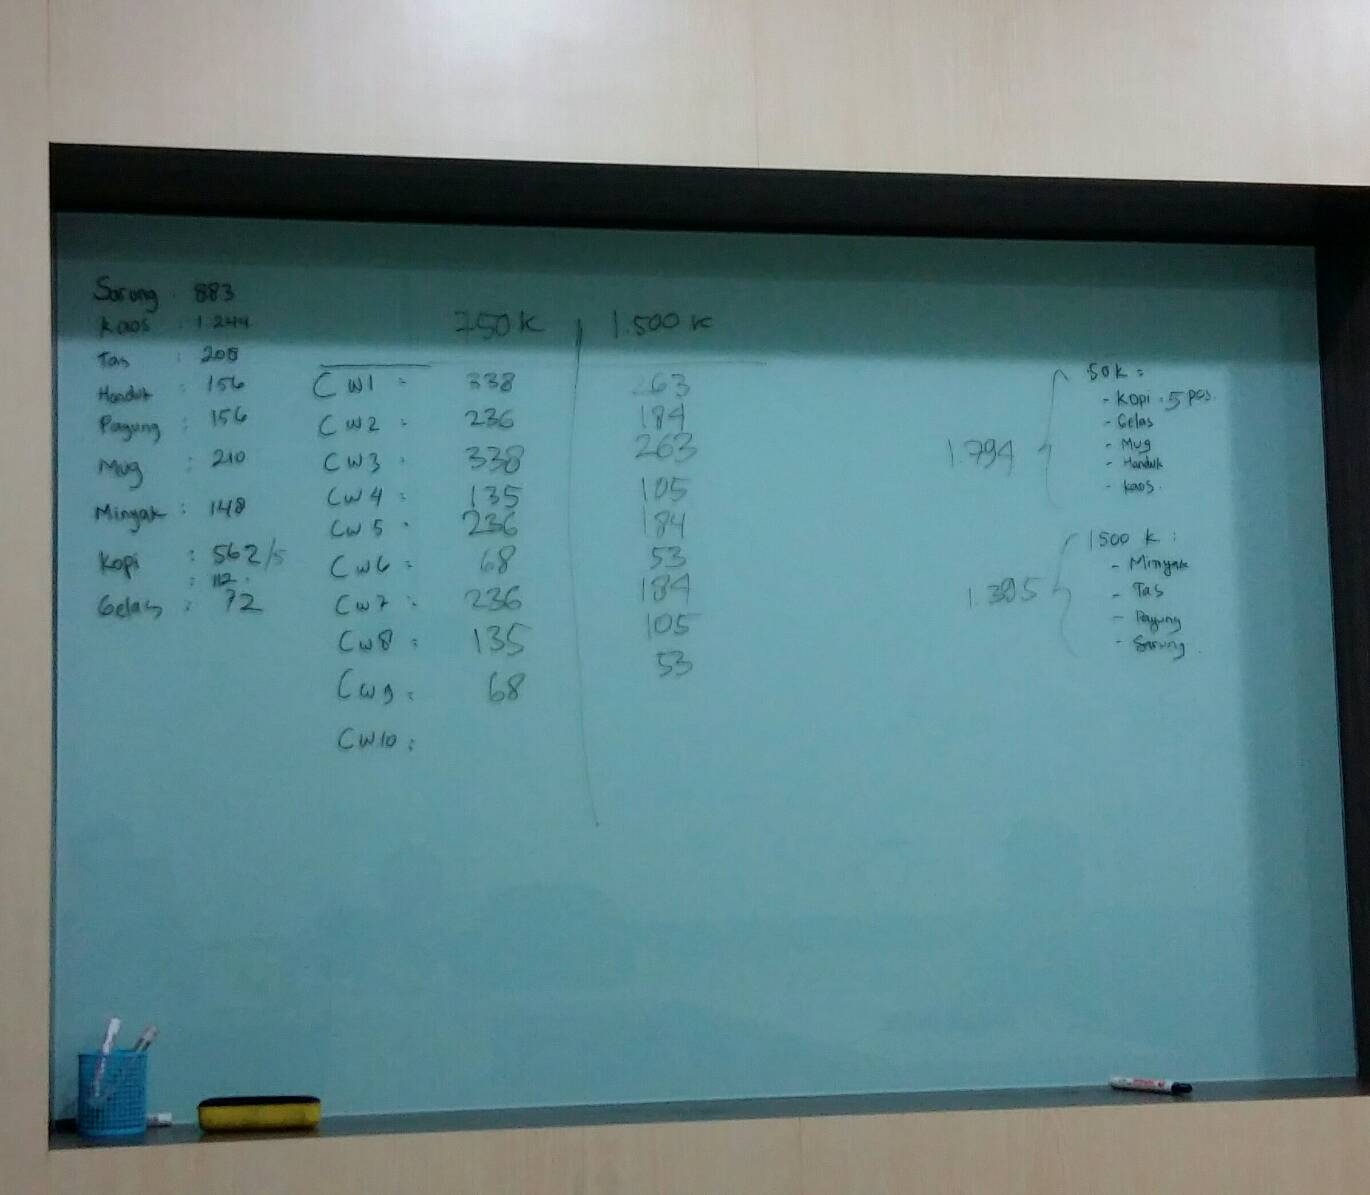 Sarung : 883
Kaos : 1.244
Tas : 205
Handuk : 156
Payung : 156
Mug : 210
Minyak : 148
Kopi : 562/5
: 112.
Gelas : 72
750 K 1.500 K
CW1 : 338 263
CW2 : 236 184
CW3 : 338 263
CW4 : 135 105
CW5 : 236 184
CW6 : 68 53
CW7 : 236 184
CW8 : 135 105
CW9 : 68 53
CW10 :
1.794
50K :
- Kopi : 5 pcs.
- Gelas
- Mug
- Handuk
- Kaos.
1.395
1500 K :
- Minyak
- Tas
- Payung
- Sarung.